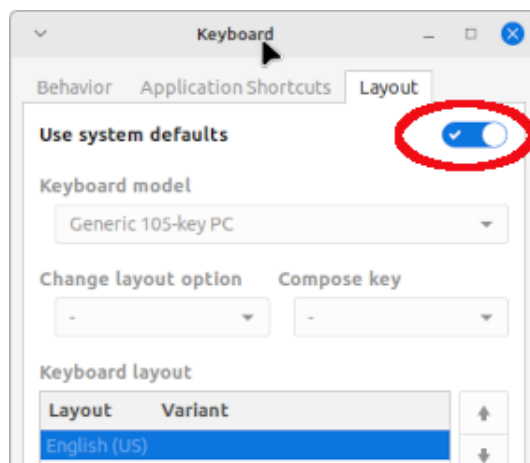 Keyboard
Behavior Application Shortcuts Layout
Use system defaults
Keyboard model
Generic 105-key PC
Change layout option Compose key
- -
Keyboard layout
Layout Variant
English (US)